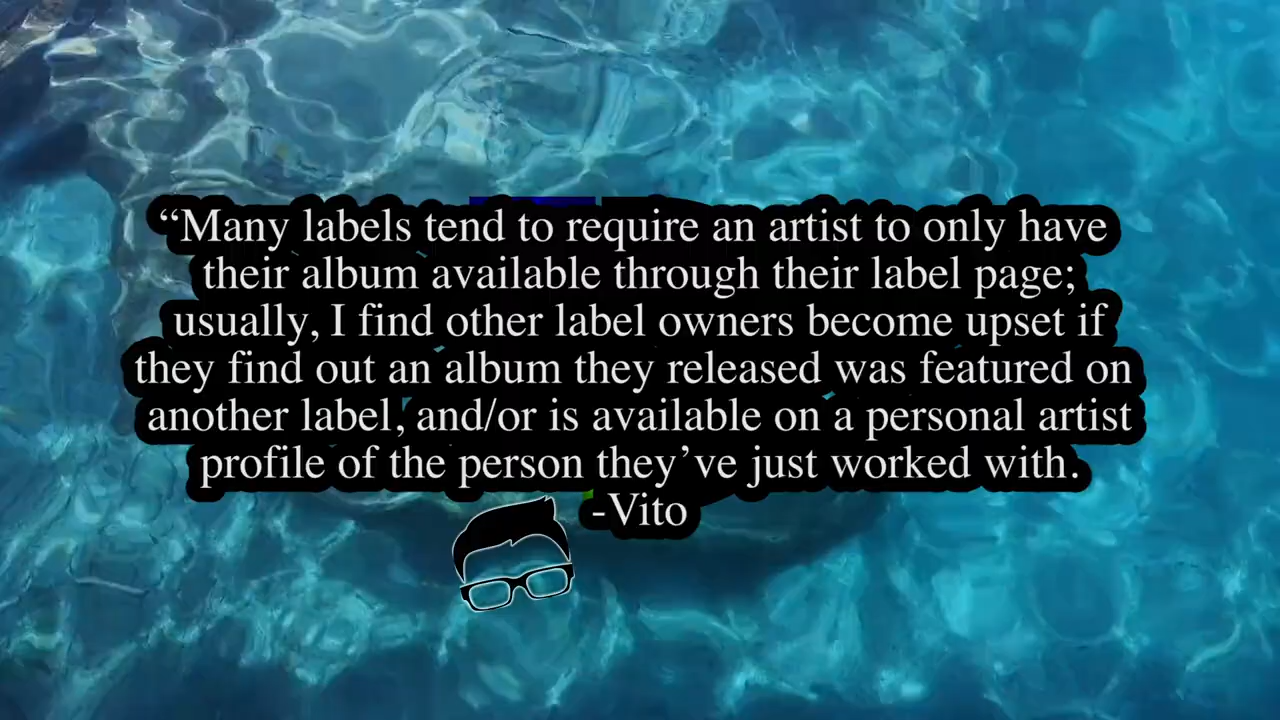 “Many labels tend to require an artist to only have
their album available through their label page;
usually, I find other label owners become upset if
they find out an album they released was featured on
another label, and/or is available on a personal artist
profile of the person they’ve just worked with.
-Vito